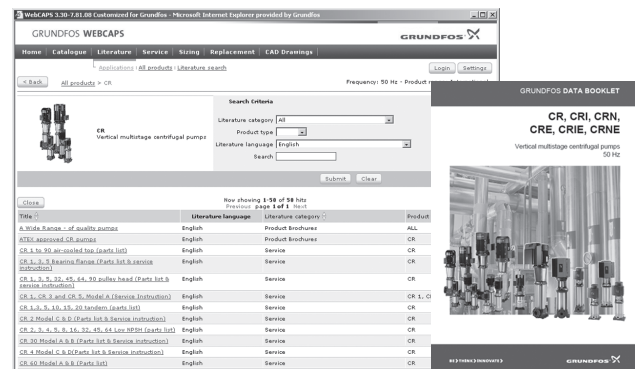 WebCAPS 3.30-7.81.08 Customized for Grundfos - Microsoft Internet Explorer provided by Grundfos
GRUNDFOS WEBCAPS
GRUNDFOS
Home | Catalogue | Literature | Service | Sizing | Replacement | CAD Drawings
Applications | All products | Literature search
Login Settings
< Back All products > CR
Frequency: 50 Hz - Product
CR
Vertical multistage centrifugal pumps
Search Criteria
Literature category All
Product type
Literature language English
Search
Submit Clear
Close
Now showing 1-58 of 58 hits
Previous page 1 of 1 Next
Title Literature language Literature category Product
A Wide Range - of quality pumps English Product Brochures ALL
ATEX approved CR pumps English Product Brochures CR
CR 1 to 90 air-cooled top (parts list) English Service CR
CR 1, 3, 5 Bearing flange (Parts list & service instruction) English Service CR
CR 1, 3, 5, 32, 45, 64, 90 pulley head (Parts list & service instruction) English Service CR
CR 1, CR 3 and CR 5, Model A (Service Instruction) English Service CR 1, CR
CR 1,3, 5, 10, 15, 20 tandem (parts list) English Service CR
CR 2 Model C & D (Parts list & Service instruction) English Service CR
CR 2, 3, 4, 5, 8, 16, 32, 45, 64 Low NPSH (parts list) English Service CR
CR 30 Model A & B (Parts list & Service instruction) English Service CR
CR 4 Model C & D(Parts list & Service instruction) English Service CR
CR 60 Model A & B (Parts list) English Service CR
GRUNDFOS DATA BOOKLET
CR, CRI, CRN,
CRE, CRIE, CRNE
Vertical multistage centrifugal pumps
50 Hz
BE > THINK > INNOVATE >
GRUNDFOS